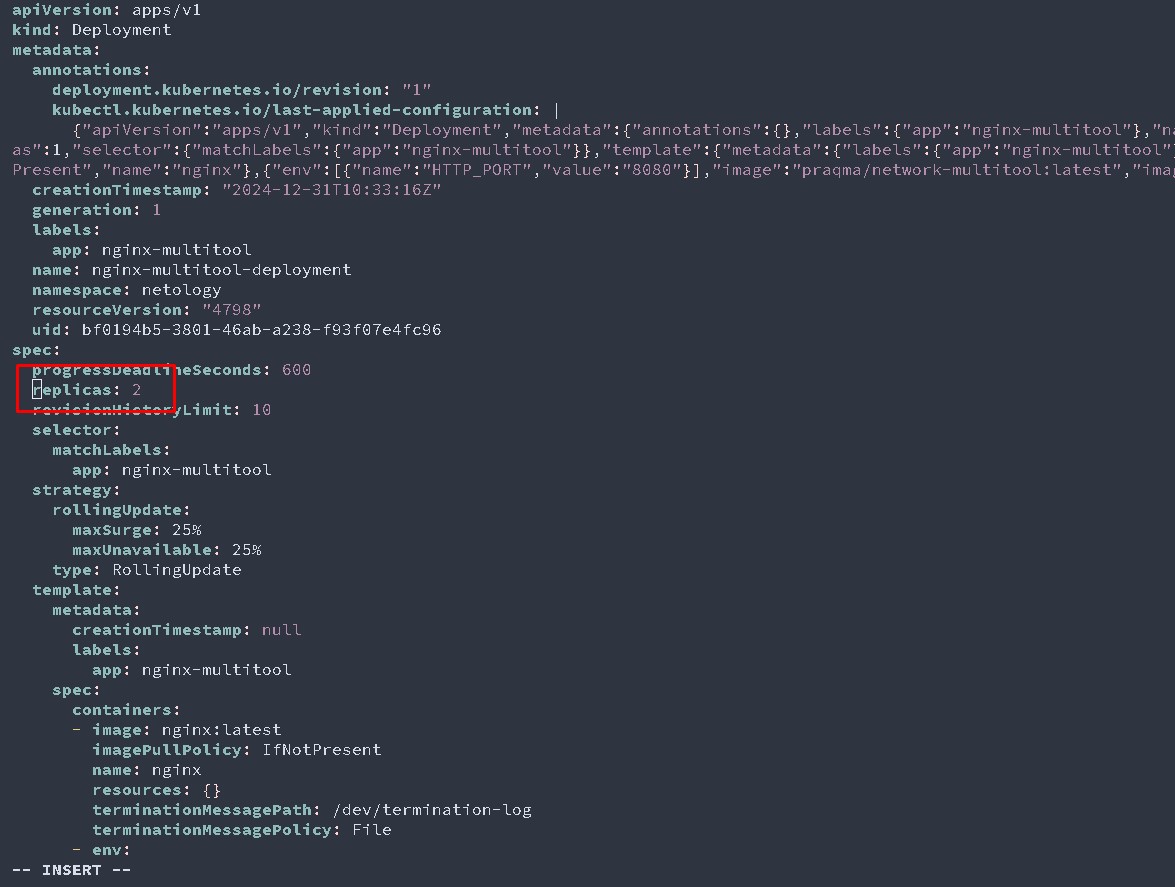 apiVersion: apps/v1
kind: Deployment
metadata:
  annotations:
    deployment.kubernetes.io/revision: "1"
    kubectl.kubernetes.io/last-applied-configuration: |
      {"apiVersion":"apps/v1","kind":"Deployment","metadata":{"annotations":{},"labels":{"app":"nginx-multitool"},"na
as":1,"selector":{"matchLabels":{"app":"nginx-multitool"}},"template":{"metadata":{"labels":{"app":"nginx-multitool"
Present","name":"nginx"},{"env":[{"name":"HTTP_PORT","value":"8080"}],"image":"praqma/network-multitool:latest","imag
  creationTimestamp: "2024-12-31T10:33:16Z"
  generation: 1
  labels:
    app: nginx-multitool
  name: nginx-multitool-deployment
  namespace: netology
  resourceVersion: "4798"
  uid: bf0194b5-3801-46ab-a238-f93f07e4fc96
spec:
  progressDeadlineSeconds: 600
  replicas: 2
  revisionHistoryLimit: 10
  selector:
    matchLabels:
      app: nginx-multitool
  strategy:
    rollingUpdate:
      maxSurge: 25%
      maxUnavailable: 25%
    type: RollingUpdate
  template:
    metadata:
      creationTimestamp: null
      labels:
        app: nginx-multitool
    spec:
      containers:
      - image: nginx:latest
        imagePullPolicy: IfNotPresent
        name: nginx
        resources: {}
        terminationMessagePath: /dev/termination-log
        terminationMessagePolicy: File
      - env:
-- INSERT --